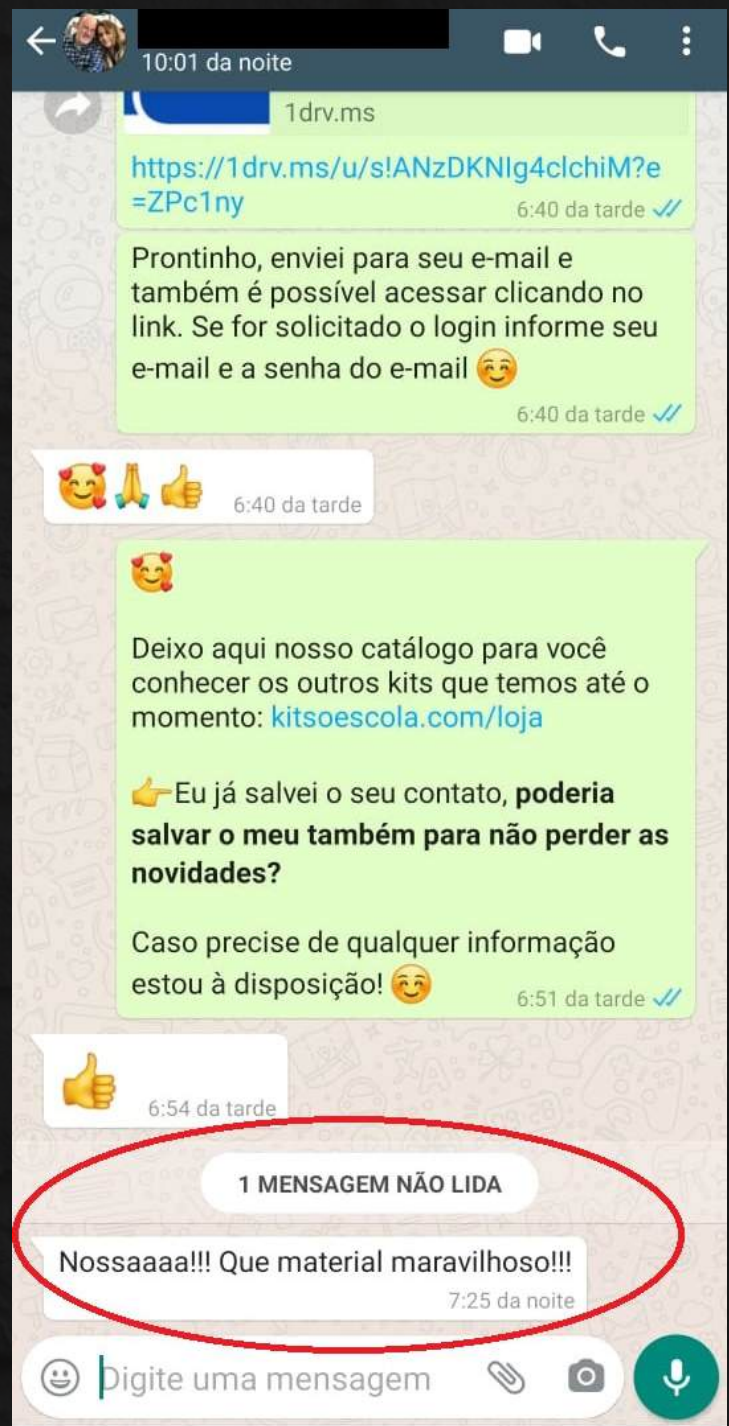 10:01 da noite
1drv.ms
https://1drv.ms/u/s!ANzDKNIg4clchiM?e
=ZPc1ny
6:40 da tarde
Prontinho, enviei para seu e-mail e
também é possível acessar clicando no
link. Se for solicitado o login informe seu
e-mail e a senha do e-mail 😊
6:40 da tarde
🥰🙏👍
6:40 da tarde
🥰
Deixo aqui nosso catálogo para você
conhecer os outros kits que temos até o
momento: kitsoescola.com/loja
👉Eu já salvei o seu contato, poderia
salvar o meu também para não perder as
novidades?
Caso precise de qualquer informação
estou à disposição! 😊
6:51 da tarde
👍
6:54 da tarde
1 MENSAGEM NÃO LIDA
Nossaaaa!!! Que material maravilhoso!!!
7:25 da noite
Digite uma mensagem